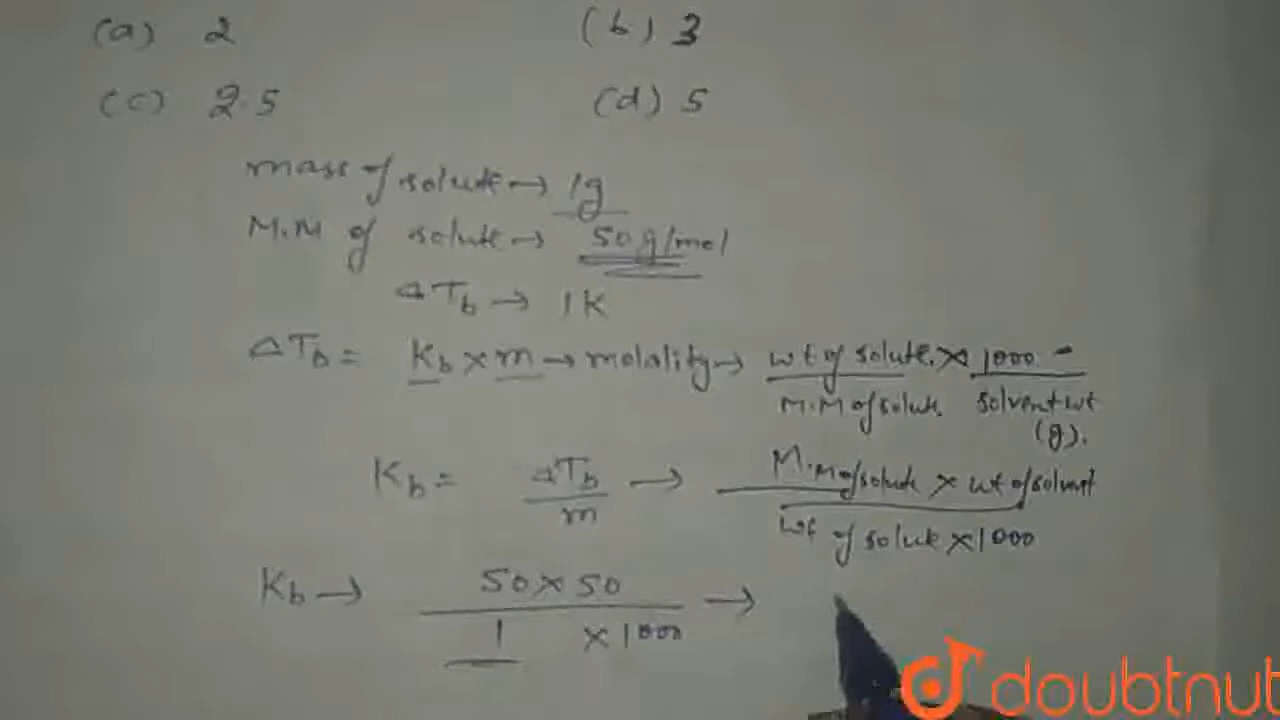 (a) 2 (b) 3
(c) 2.5 (d) 5
mass of solute → 1g
M.M of solute → 50 g/mol
ΔTb → 1K
ΔTb = Kb × m → molality → wt of solute. × 1000
M.M of solute. solvent wt
(g).
Kb = ΔTb → M.M of solute × wt of solvent
m wt of solute × 1000
Kb → 50 × 50 →
1 × 1000
doubtnut